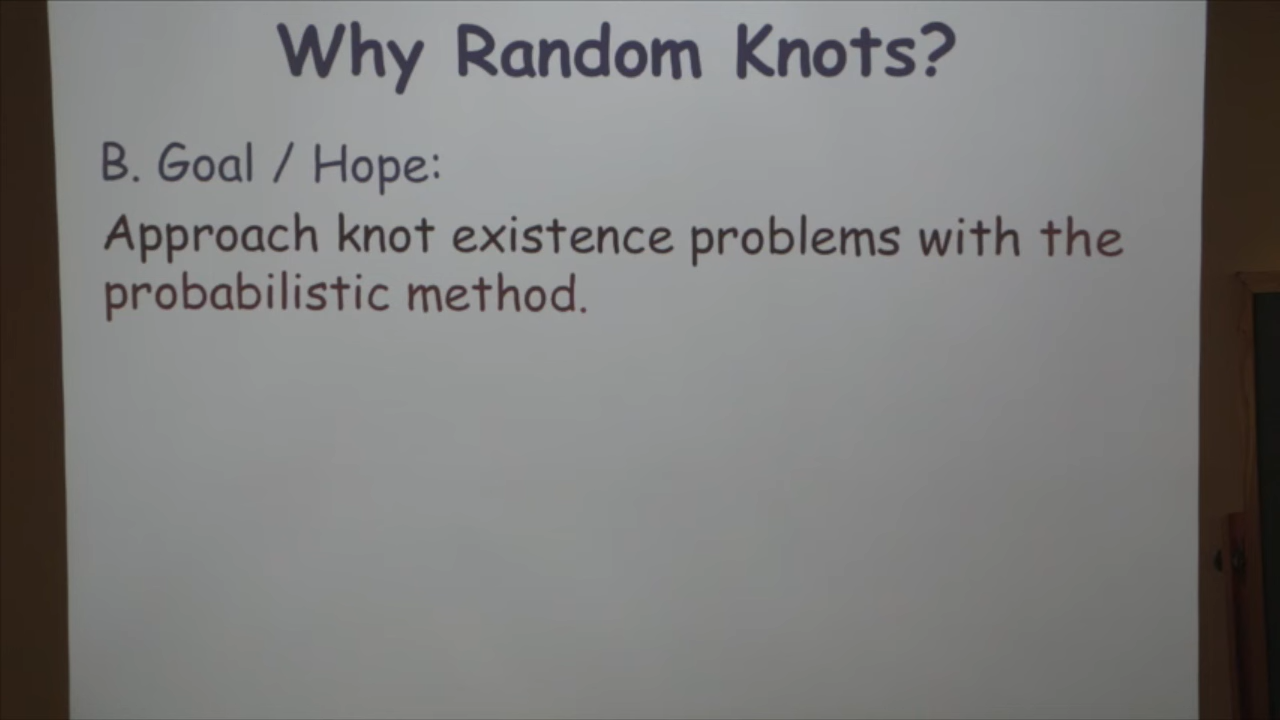 Why Random Knots?
B. Goal / Hope:
Approach knot existence problems with the
probabilistic method.